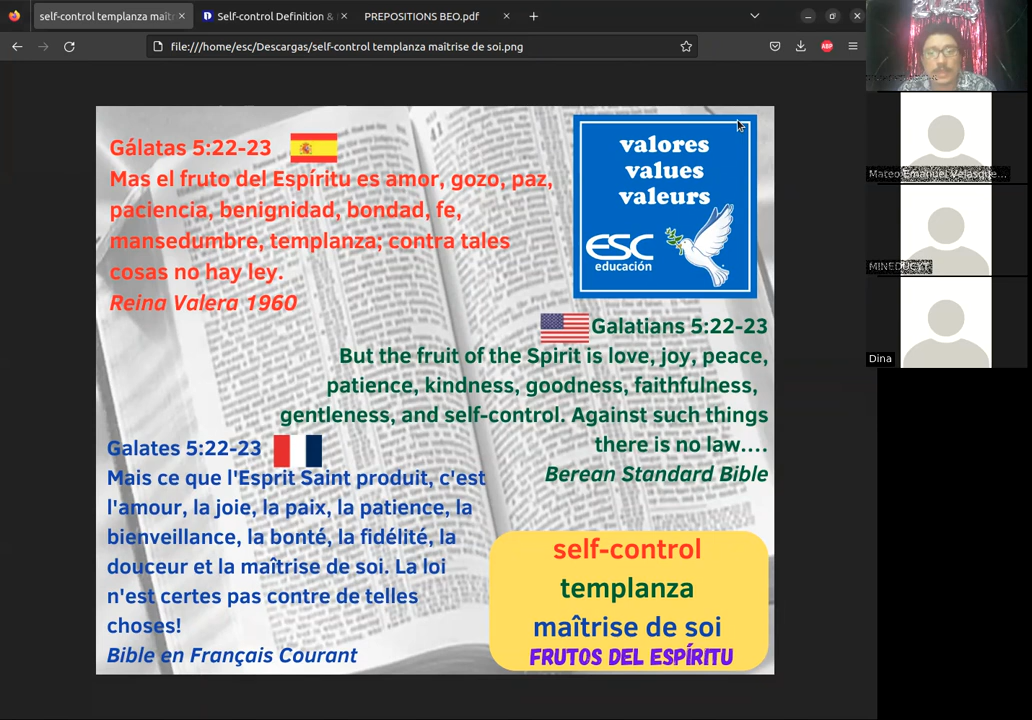 self-control templanza maît
Self-control Definition &
PREPOSITIONS BEO.pdf
file:///home/esc/Descargas/self-control templanza maîtrise de soi.png
ABP
Gálatas 5:22-23
Mas el fruto del Espíritu es amor, gozo, paz,
paciencia, benignidad, bondad, fe,
mansedumbre, templanza; contra tales
cosas no hay ley.
Reina Valera 1960
valores
values
valeurs
ESC
educación
Galatians 5:22-23
But the fruit of the Spirit is love, joy, peace,
patience, kindness, goodness, faithfulness,
gentleness, and self-control. Against such things
there is no law....
Berean Standard Bible
Galates 5:22-23
Mais ce que l'Esprit Saint produit, c'est
l'amour, la joie, la paix, la patience, la
bienveillance, la bonté, la fidélité, la
douceur et la maîtrise de soi. La loi
n'est certes pas contre de telles
choses!
Bible en Français Courant
self-control
templanza
maîtrise de soi
FRUTOS DEL ESPÍRITU
Mateo Emanuel Velasque...
MINEDUCYT
Dina